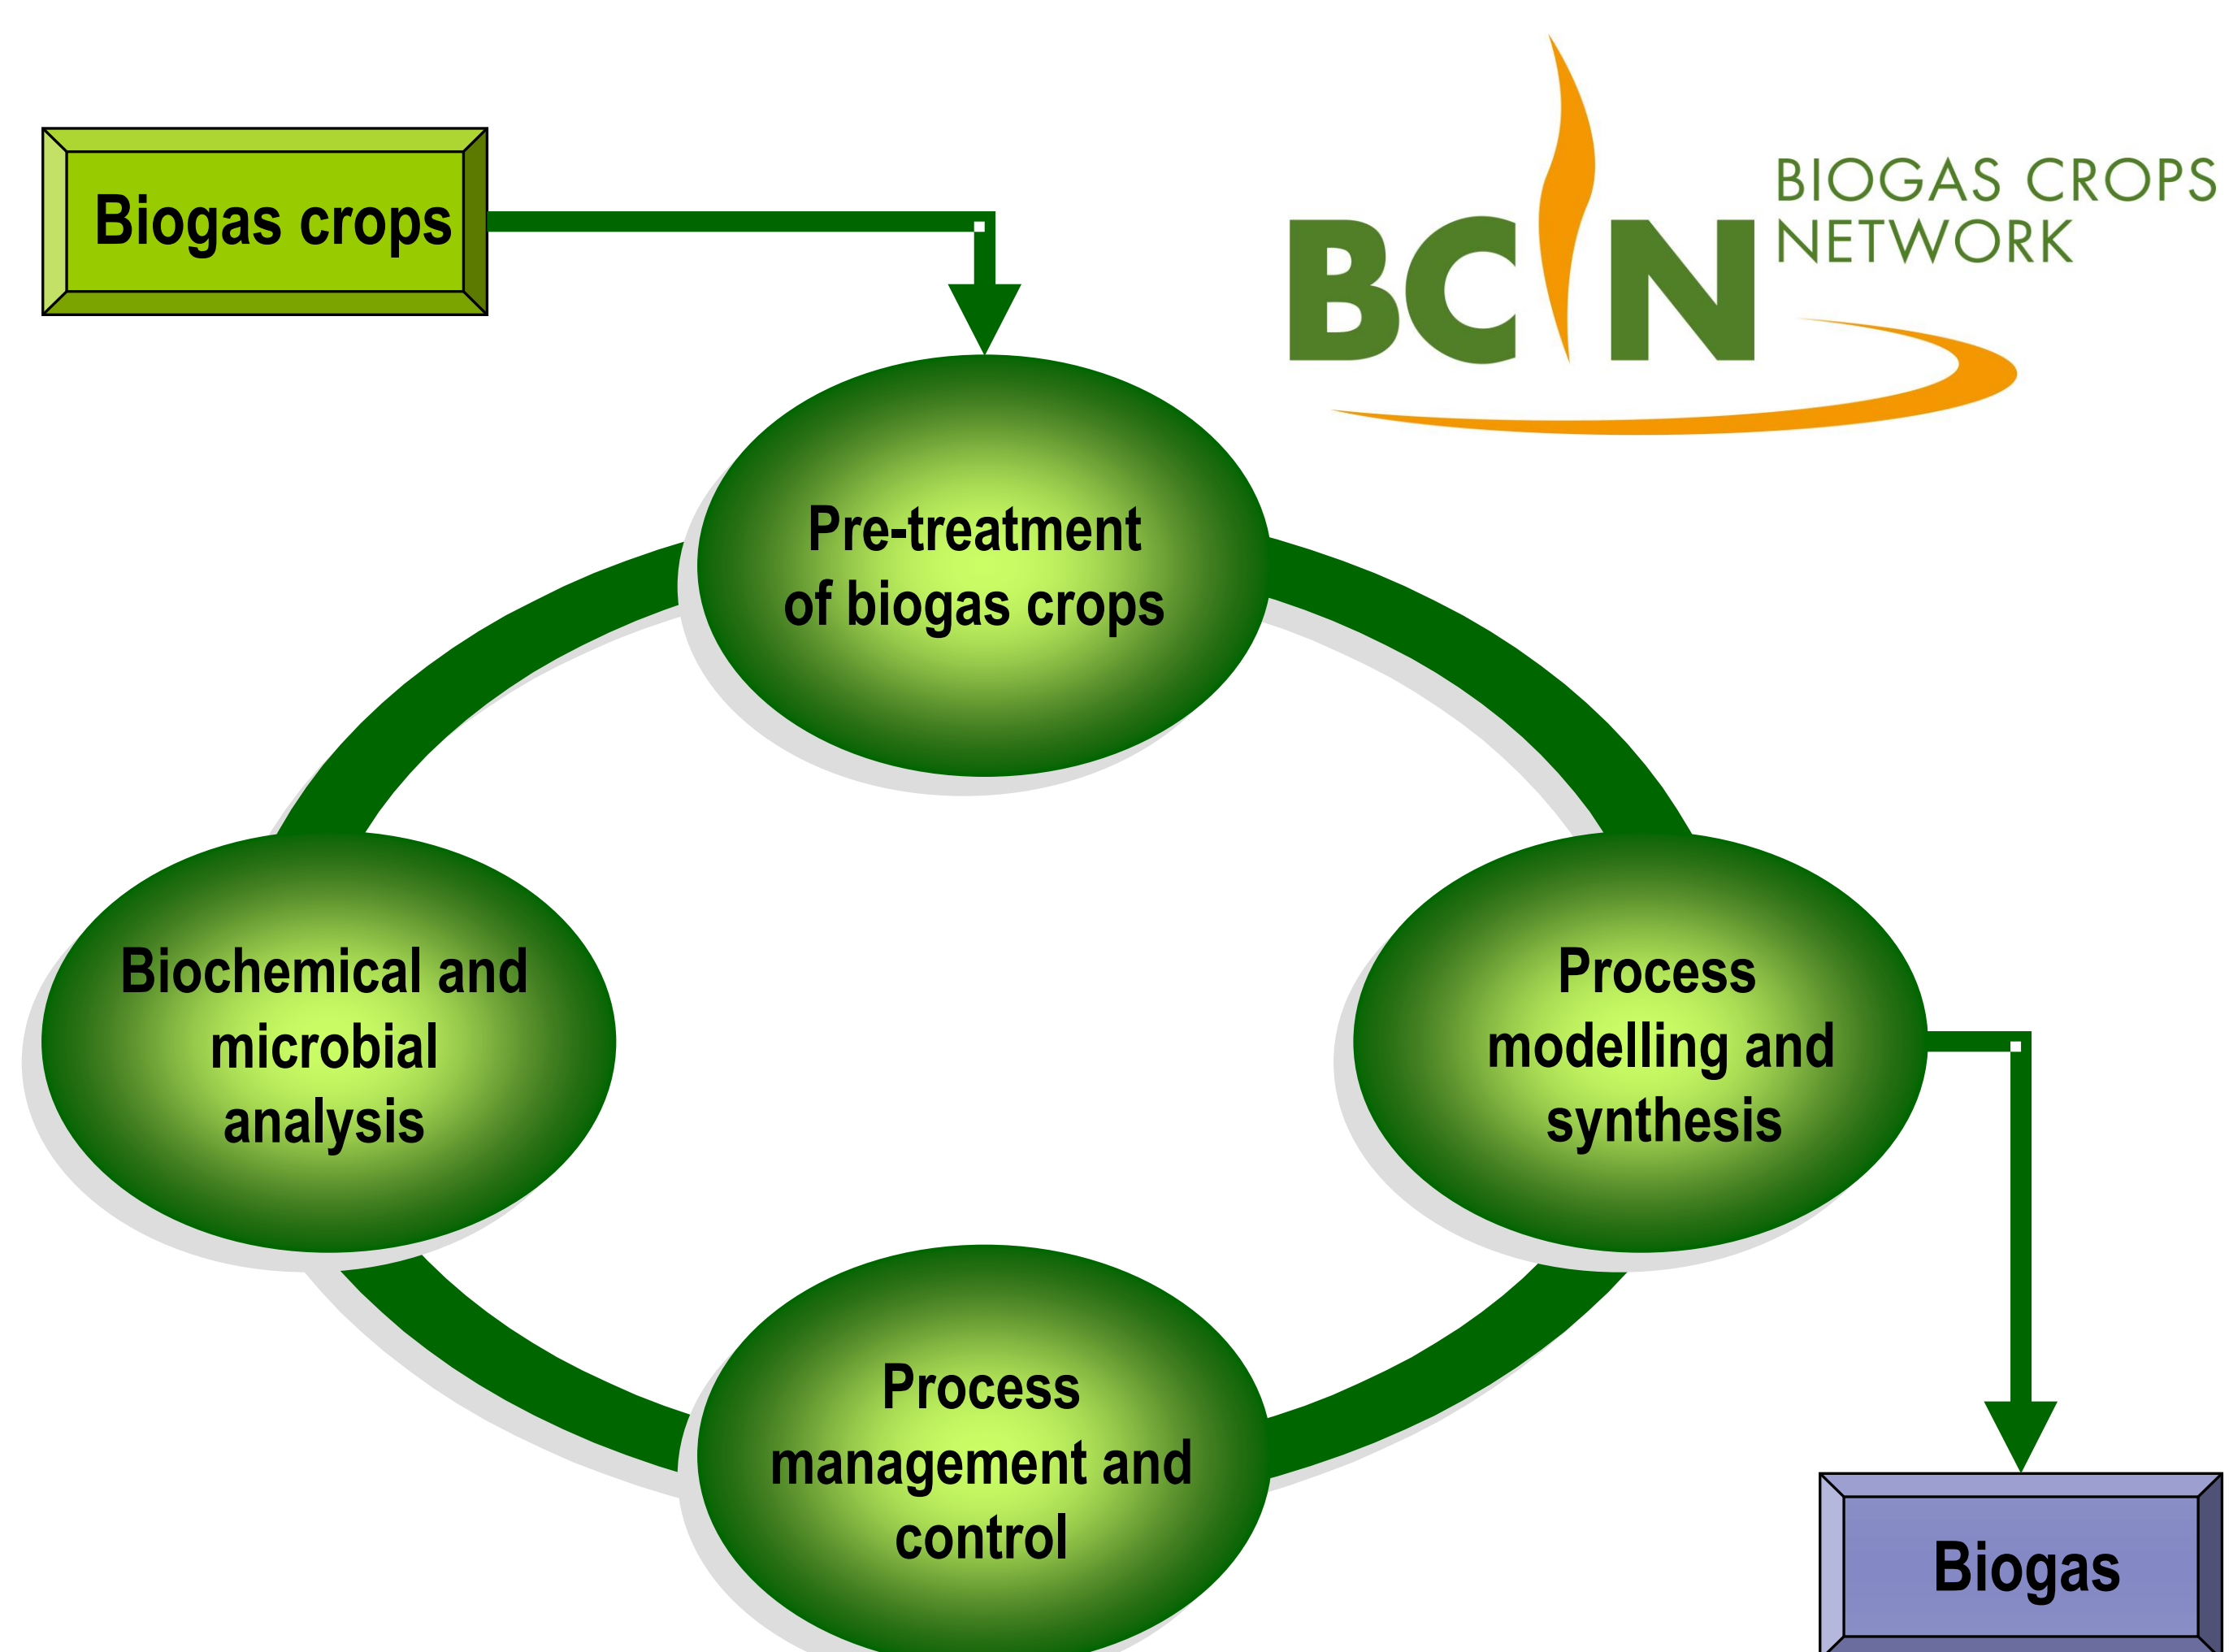 Biogas crops
BCN
BIOGAS CROPS
NETWORK
Pre-treatment
of biogas crops
Biochemical and
microbial
analysis
Process
modelling and
synthesis
Process
management and
control
Biogas